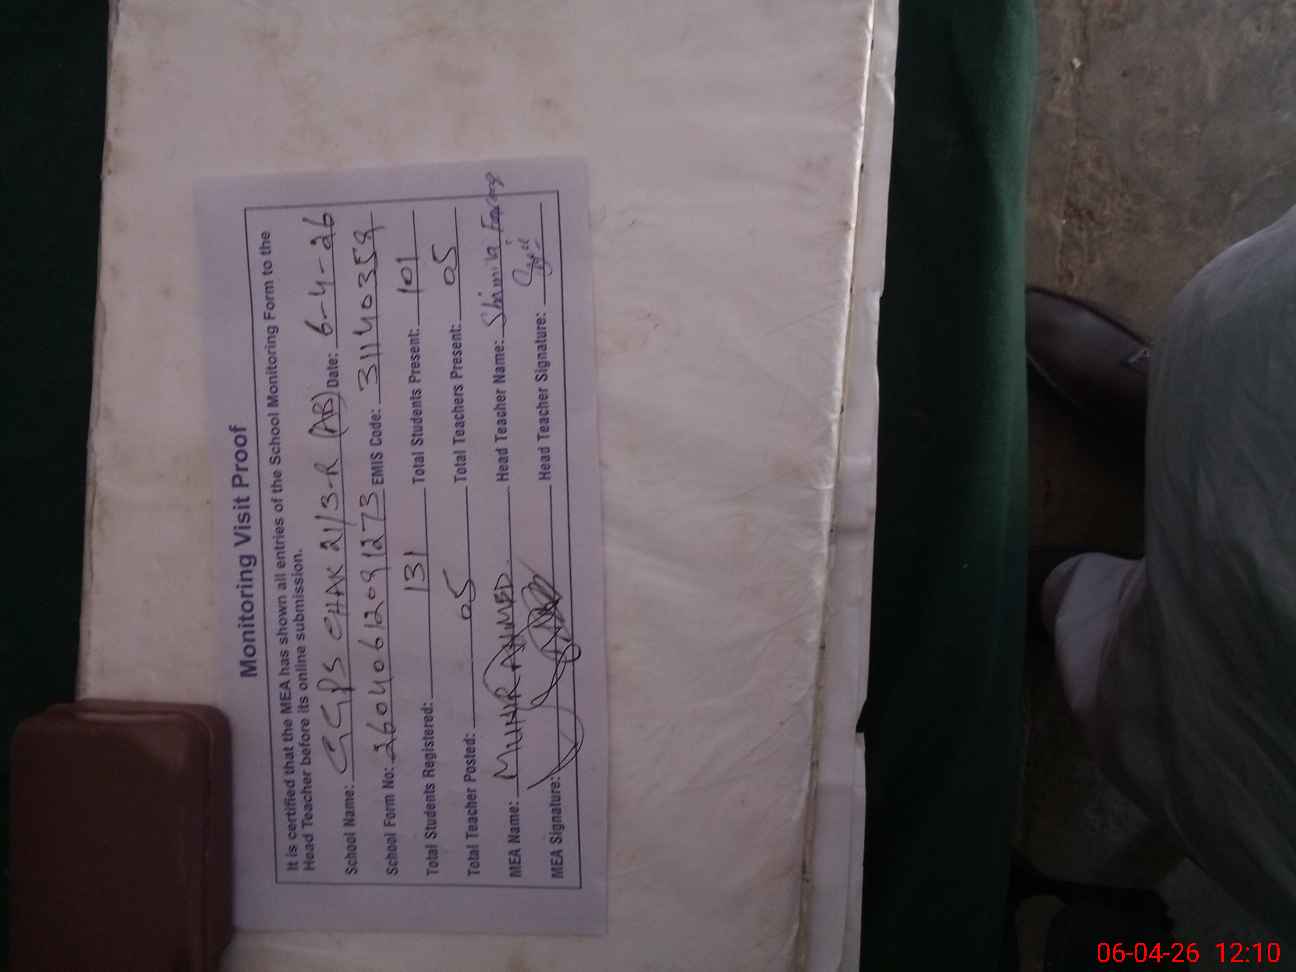 Monitoring Visit Proof
It is certified that the MEA has shown all entries of the School Monitoring Form to the
Head Teacher before its online submission.
School Name: GGPS CHAK 21/3-R (AB) Date: 6-4-26
School Form No: 26040612091273 EMIS Code: 31140359
Total Students Registered: 131 Total Students Present: 101
Total Teacher Posted: 05 Total Teachers Present: 05
MEA Name: MUNIR AHMED Head Teacher Name: Shimila
MEA Signature: Head Teacher Signature:
06-04-26 12:10